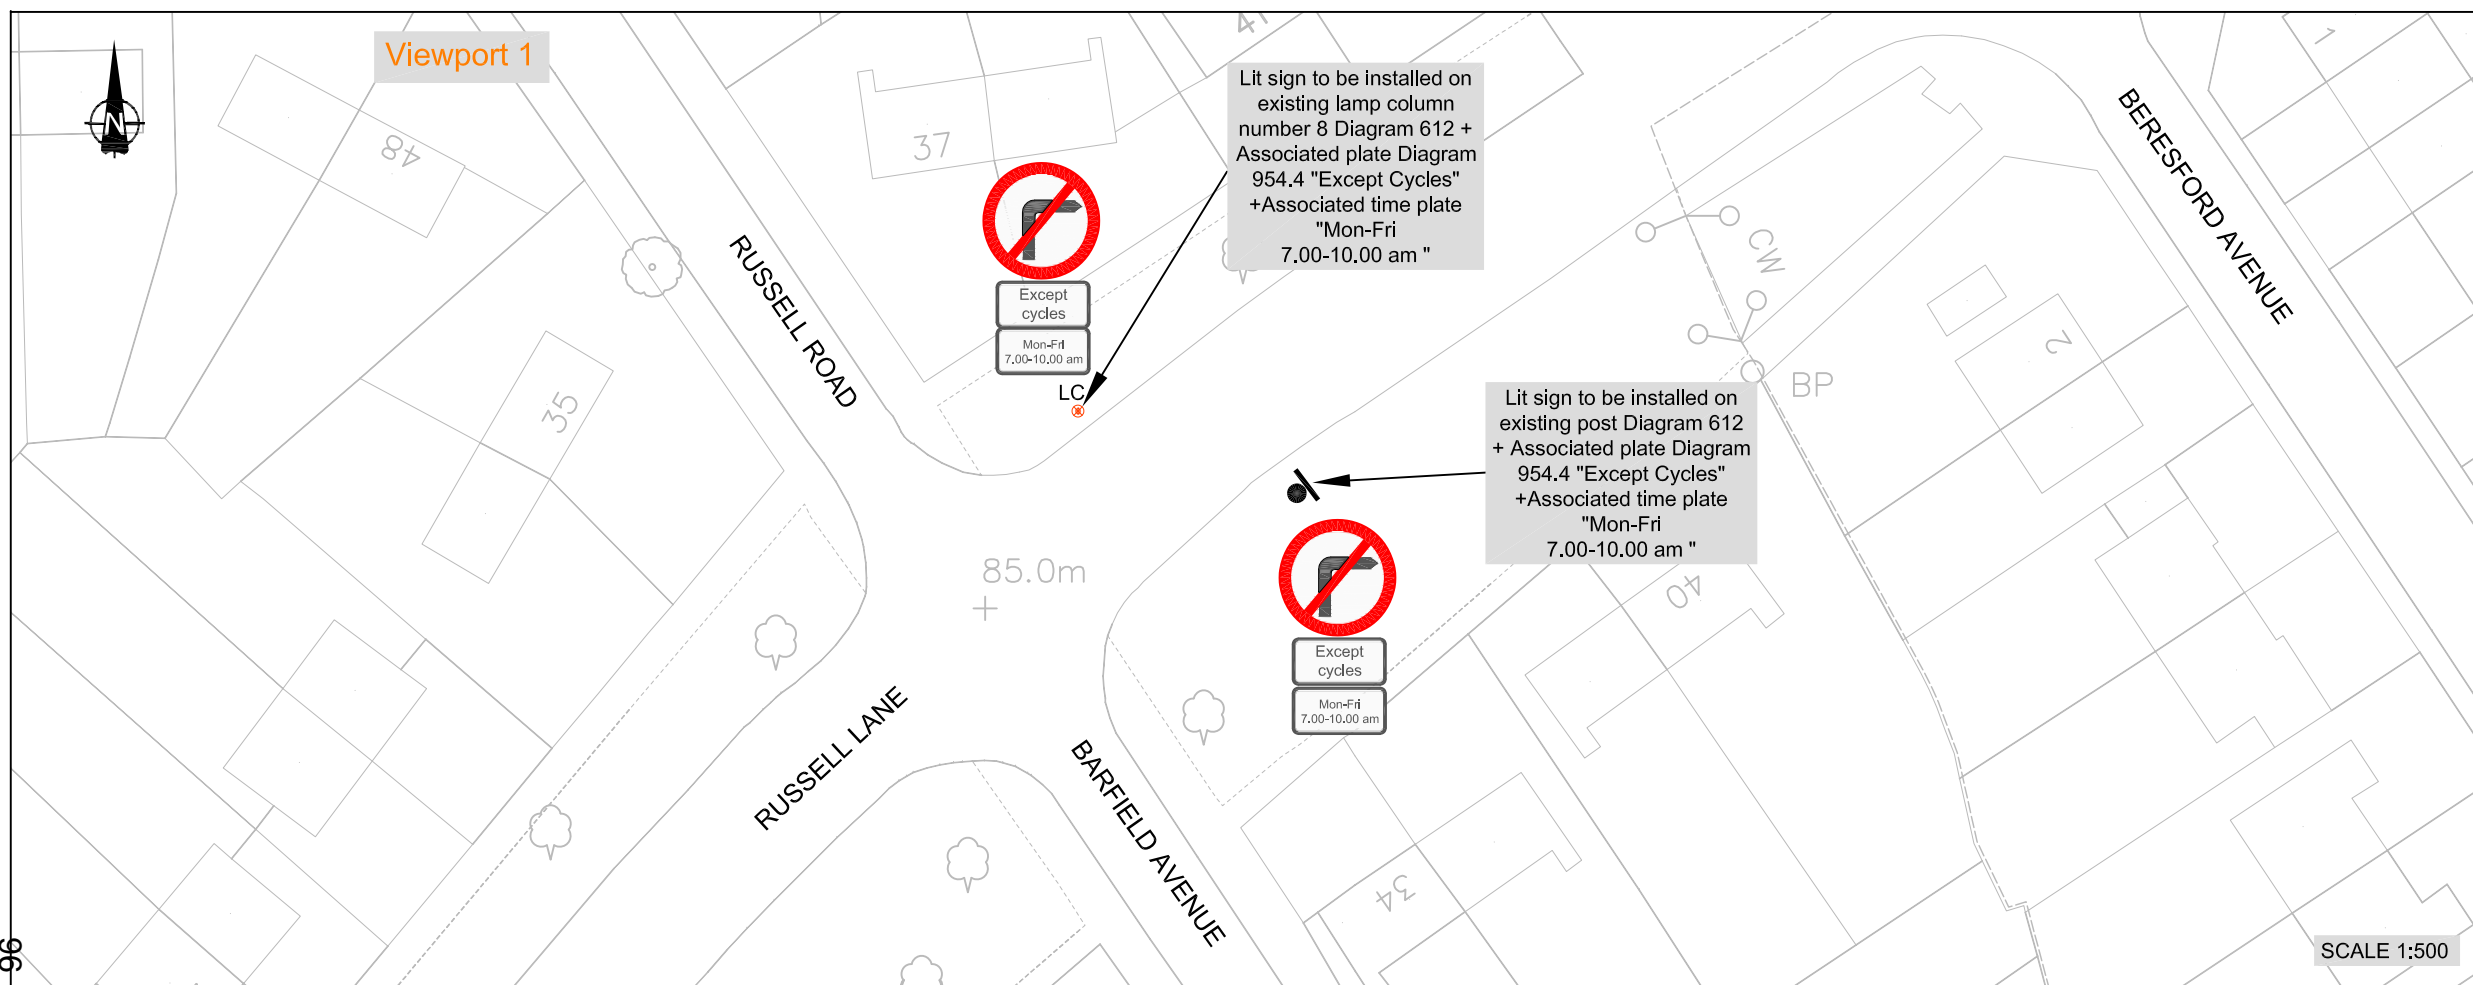 Viewport 1
N
48
37
41
1
Lit sign to be installed on
existing lamp column
number 8 Diagram 612 +
Associated plate Diagram
954.4 "Except Cycles"
+Associated time plate
"Mon-Fri
7.00-10.00 am "
BERESFORD AVENUE
RUSSELL ROAD
Except
cycles
Mon-Fri
7.00-10.00 am
LC
CW
BP
2
35
Lit sign to be installed on
existing post Diagram 612
+ Associated plate Diagram
954.4 "Except Cycles"
+Associated time plate
"Mon-Fri
7.00-10.00 am "
85.0m
40
Except
cycles
Mon-Fri
7.00-10.00 am
RUSSELL LANE
BARFIELD AVENUE
34
96
SCALE 1:500